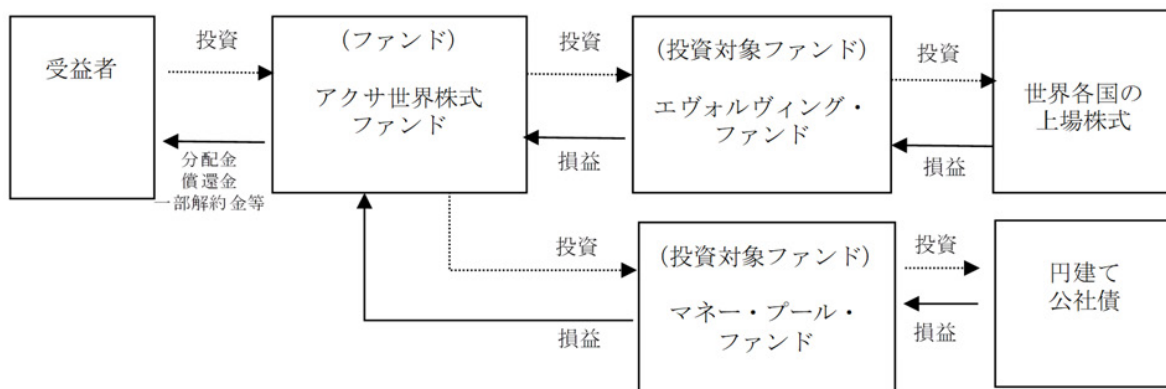 受益者
投資
分配金
償還金
一部解約金等
(ファンド)
アクサ世界株式
ファンド
投資
損益
(投資対象ファンド)
エヴォルヴィング・
ファンド
投資
損益
世界各国の
上場株式
投資
損益
(投資対象ファンド)
マネー・プール・
ファンド
投資
損益
円建て
公社債